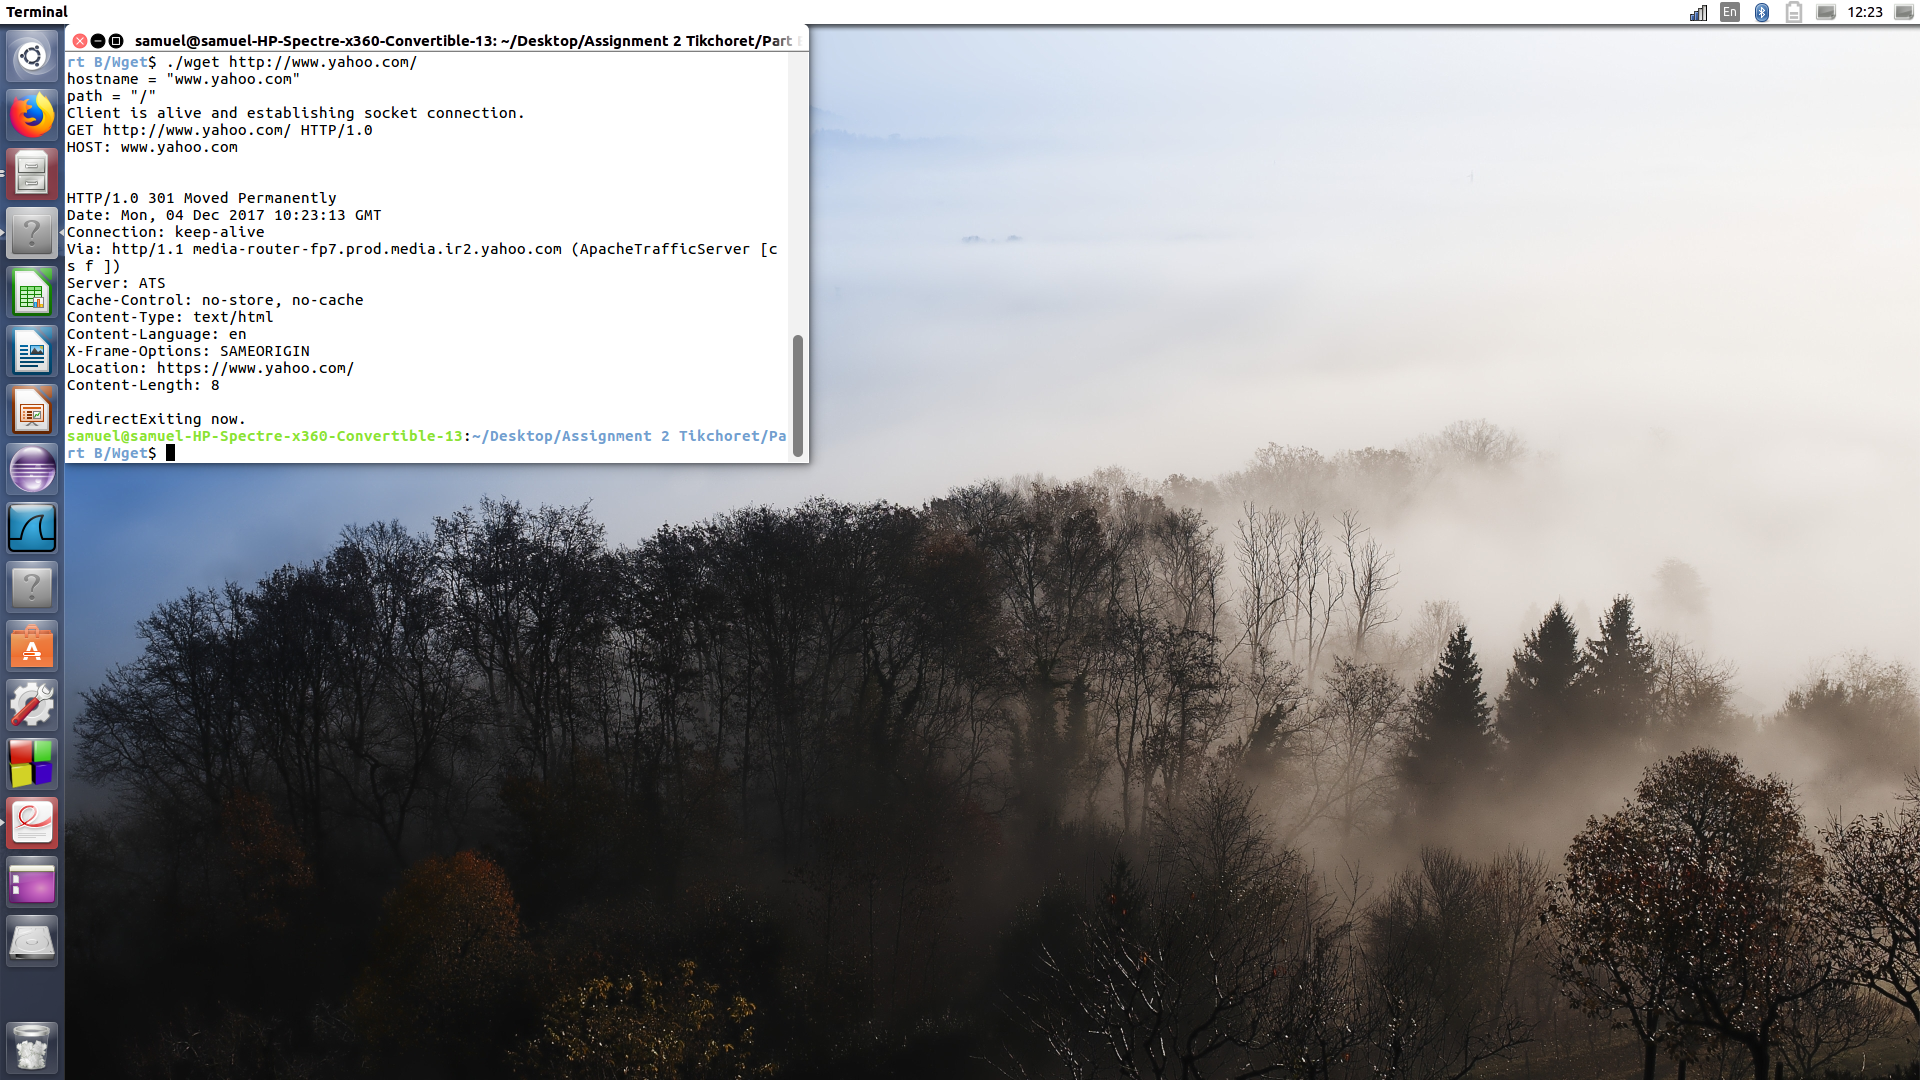 Terminal
En
12:23
samuel@samuel-HP-Spectre-x360-Convertible-13: ~/Desktop/Assignment 2 Tikchoret/Part
rt B/Wget$ ./wget http://www.yahoo.com/
hostname = "www.yahoo.com"
path = "/"
Client is alive and establishing socket connection.
GET http://www.yahoo.com/ HTTP/1.0
HOST: www.yahoo.com
HTTP/1.0 301 Moved Permanently
Date: Mon, 04 Dec 2017 10:23:13 GMT
Connection: keep-alive
Via: http/1.1 media-router-fp7.prod.media.ir2.yahoo.com (ApacheTrafficServer [c
s f ])
Server: ATS
Cache-Control: no-store, no-cache
Content-Type: text/html
Content-Language: en
X-Frame-Options: SAMEORIGIN
Location: https://www.yahoo.com/
Content-Length: 8
redirectExiting now.
samuel@samuel-HP-Spectre-x360-Convertible-13:~/Desktop/Assignment 2 Tikchoret/Pa
rt B/Wget$